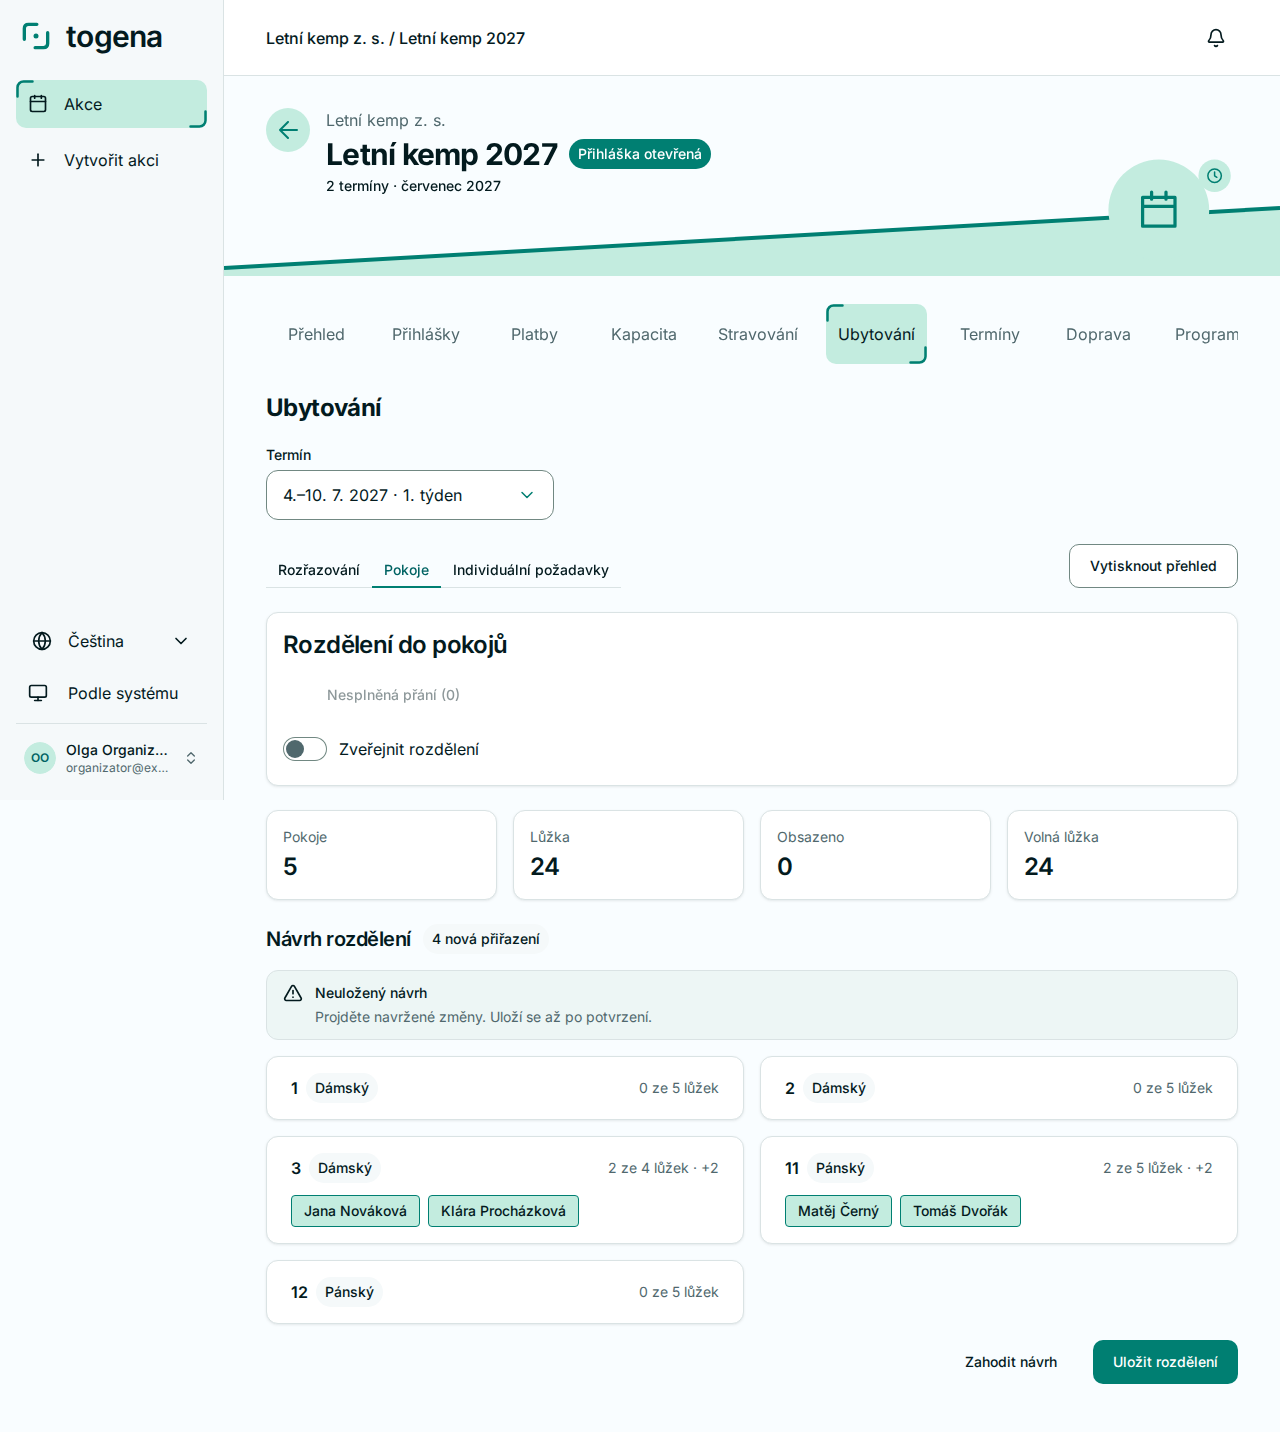 togena
Letní kemp z. s. / Letní kemp 2027
Akce
Vytvořit akci
Letní kemp z. s.
Letní kemp 2027
Přihláška otevřená
2 termíny · červenec 2027
Přehled
Přihlášky
Platby
Kapacita
Stravování
Ubytování
Termíny
Doprava
Program
Ubytování
Termín
4.–10. 7. 2027 · 1. týden
Rozřazování
Pokoje
Individuální požadavky
Vytisknout přehled
Rozdělení do pokojů
Nesplněná přání (0)
Zveřejnit rozdělení
Čeština
Podle systému
OO
Olga Organiz...
organizator@ex...
Pokoje
5
Lůžka
24
Obsazeno
0
Volná lůžka
24
Návrh rozdělení
4 nová přiřazení
Neuložený návrh
Projděte navržené změny. Uloží se až po potvrzení.
1 Dámský
0 ze 5 lůžek
2 Dámský
0 ze 5 lůžek
3 Dámský
2 ze 4 lůžek · +2
Jana Nováková
Klára Procházková
11 Pánský
2 ze 5 lůžek · +2
Matěj Černý
Tomáš Dvořák
12 Pánský
0 ze 5 lůžek
Zahodit návrh
Uložit rozdělení